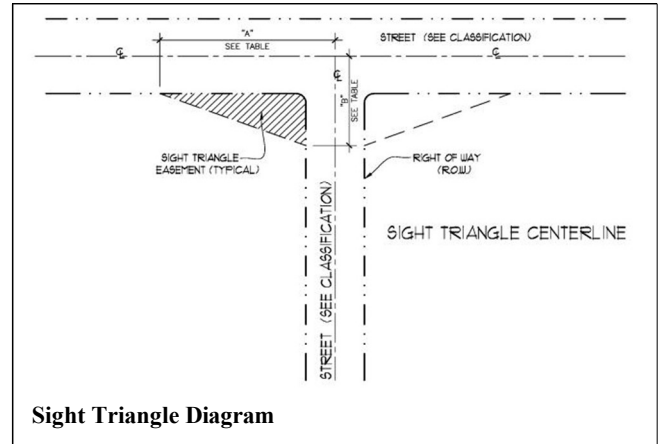 "A"
SEE TABLE
STREET (SEE CLASSIFICATION)
℄
℄
℄
"B"
SEE TABLE
SIGHT TRIANGLE
EASEMENT (TYPICAL)
RIGHT OF WAY
(R.O.W.)
SIGHT TRIANGLE CENTERLINE
STREET (SEE CLASSIFICATION)
Sight Triangle Diagram